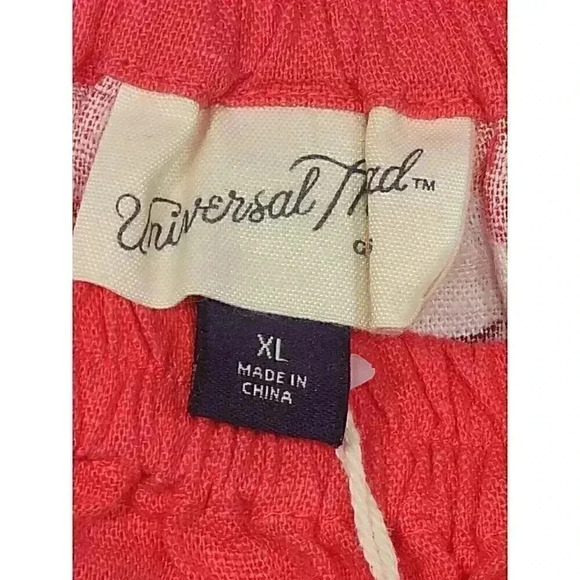 Universal Thread™
XL
MADE IN
CHINA